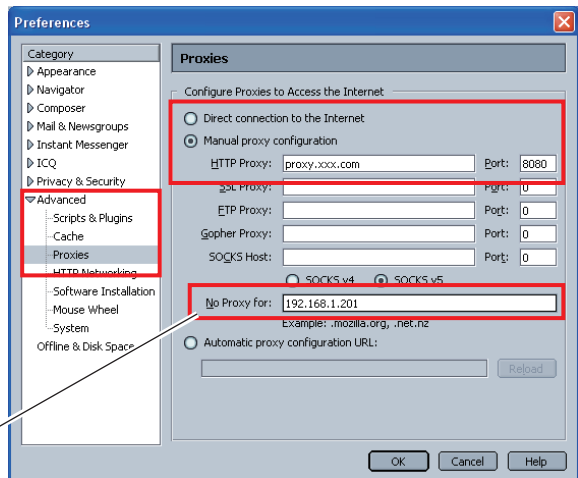 Preferences
Category
Appearance
Navigator
Composer
Mail & Newsgroups
Instant Messenger
ICQ
Privacy & Security
Advanced
Scripts & Plugins
Cache
Proxies
HTTP Networking
Software Installation
Mouse Wheel
System
Offline & Disk Space
Proxies
Configure Proxies to Access the Internet
Direct connection to the Internet
Manual proxy configuration
HTTP Proxy: proxy.xxx.com Port: 8080
SSL Proxy: Port: 0
FTP Proxy: Port: 0
Gopher Proxy: Port: 0
SOCKS Host: Port: 0
SOCKS v4 SOCKS v5
No Proxy for: 192.168.1.201
Example: .mozilla.org, .net.nz
Automatic proxy configuration URL:
Reload
OK Cancel Help